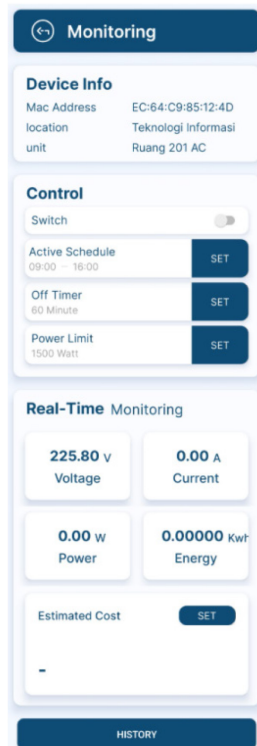 Monitoring
Device Info
Mac Address EC:64:C9:85:12:4D
location Teknologi Informasi
unit Ruang 201 AC
Control
Switch
Active Schedule
09:00 – 16:00
SET
Off Timer
60 Minute
SET
Power Limit
1500 Watt
SET
Real-Time Monitoring
225.80 V
Voltage
0.00 A
Current
0.00 W
Power
0.00000 Kwh
Energy
Estimated Cost SET
-
HISTORY